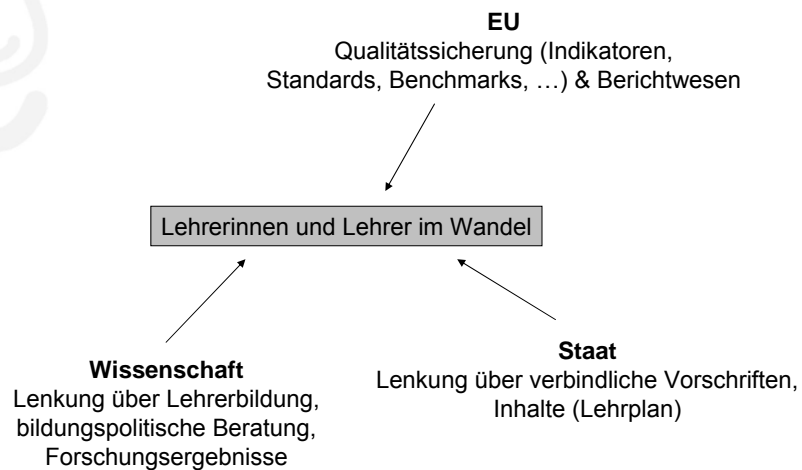 EU
Qualitätssicherung (Indikatoren,
Standards, Benchmarks, …) & Berichtwesen
Lehrerinnen und Lehrer im Wandel
Wissenschaft
Lenkung über Lehrerbildung,
bildungspolitische Beratung,
Forschungsergebnisse
Staat
Lenkung über verbindliche Vorschriften,
Inhalte (Lehrplan)